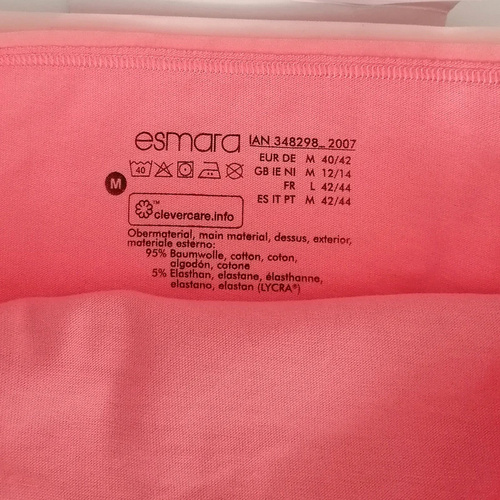 esmara IAN 348298_2007
EUR DE M 40/42
GB IE NI M 12/14
FR L 42/44
ES IT PT M 42/44
40
M
clevercare.info™
Obermaterial, main material, dessus, exterior,
materiale esterno:
95% Baumwolle, cotton, coton,
algodón, cotone
5% Elasthan, elastane, élasthanne,
elastano, elastan (LYCRA®)